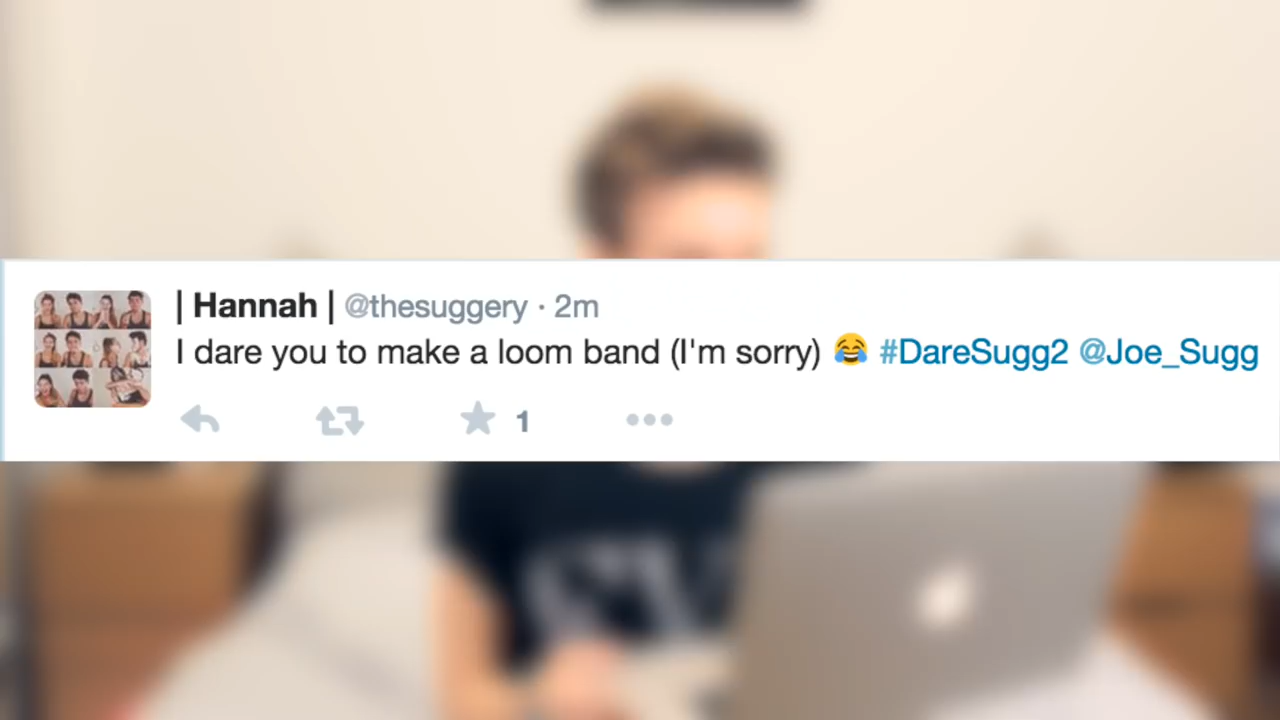 | Hannah | @thesuggery · 2m
I dare you to make a loom band (I'm sorry) 😂 #DareSugg2 @Joe_Sugg
1